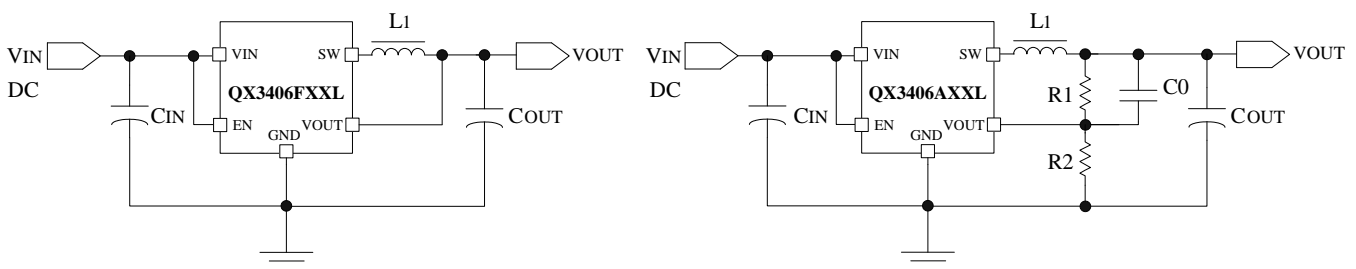 L1
VIN
DC
VIN
SW
VOUT
QX3406FXXL
CIN
EN
VOUT
GND
COUT
L1
VIN
DC
VIN
SW
VOUT
QX3406AXXL
R1
C0
CIN
EN
VOUT
GND
COUT
R2